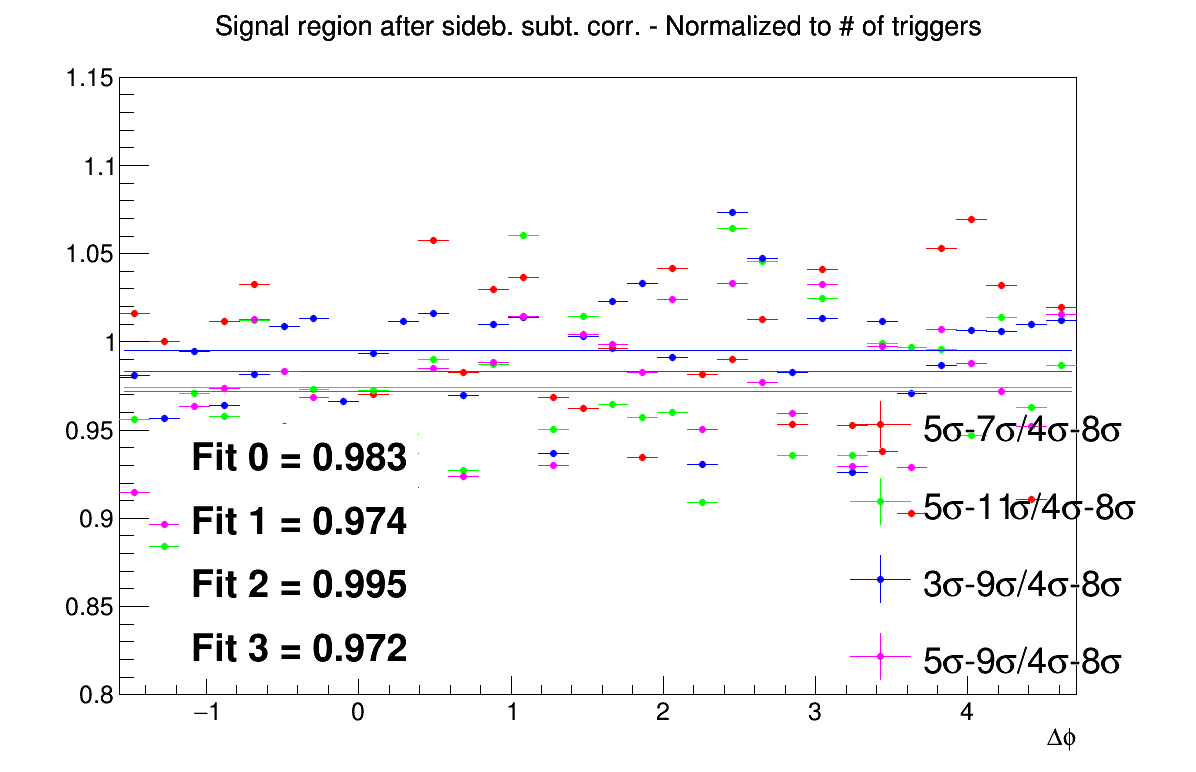 Signal region after sideb. subt. corr. - Normalized to # of triggers
1.15
1.1
1.05
1
0.95
0.9
0.85
0.8
Fit 0 = 0.983
Fit 1 = 0.974
Fit 2 = 0.995
Fit 3 = 0.972
5σ-7σ/4σ-8σ
5σ-11σ/4σ-8σ
3σ-9σ/4σ-8σ
5σ-9σ/4σ-8σ
−1 0 1 2 3 4
Δϕ